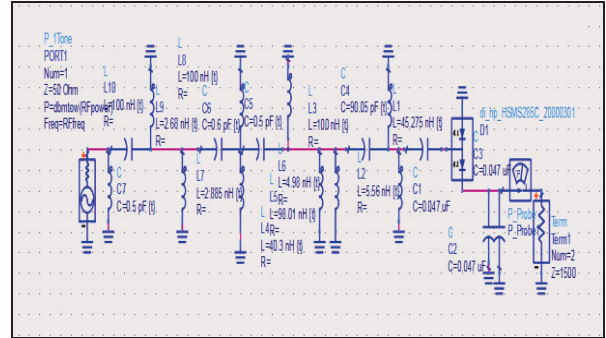 P_1Tone
PORT1
Num=1
Z=50 Ohm
P=dbmtow(RFpower)
Freq=RFfreq
L
L10
L=100 nH {t}
R=
L
L8
L=100 nH {t}
R=
L9
L=2.68 nH {t}
R=
C
C6
C=0.6 pF {t}
C
C5
C=0.5 pF {t}
C
C7
C=0.5 pF {t}
L
L7
L=2.885 nH {t}
R=
L
L6
L=4.98 nH {t}
R=
L
L5
L=98.01 nH {t}
R=
L
L4
L=40.3 nH {t}
R=
L
L3
L=100 nH {t}
R=
C
C4
C=90.05 pF {t}
L
L1
L=45.275 nH {t}
R=
L
L2
L=5.56 nH {t}
R=
C
C1
C=0.047 uF
di_hp_HSMS285C_20000301
D1
C
C3
C=0.047 uF
C
C2
C=0.047 uF
P_Probe
P_Probe1
Term
Term1
Num=2
Z=1500